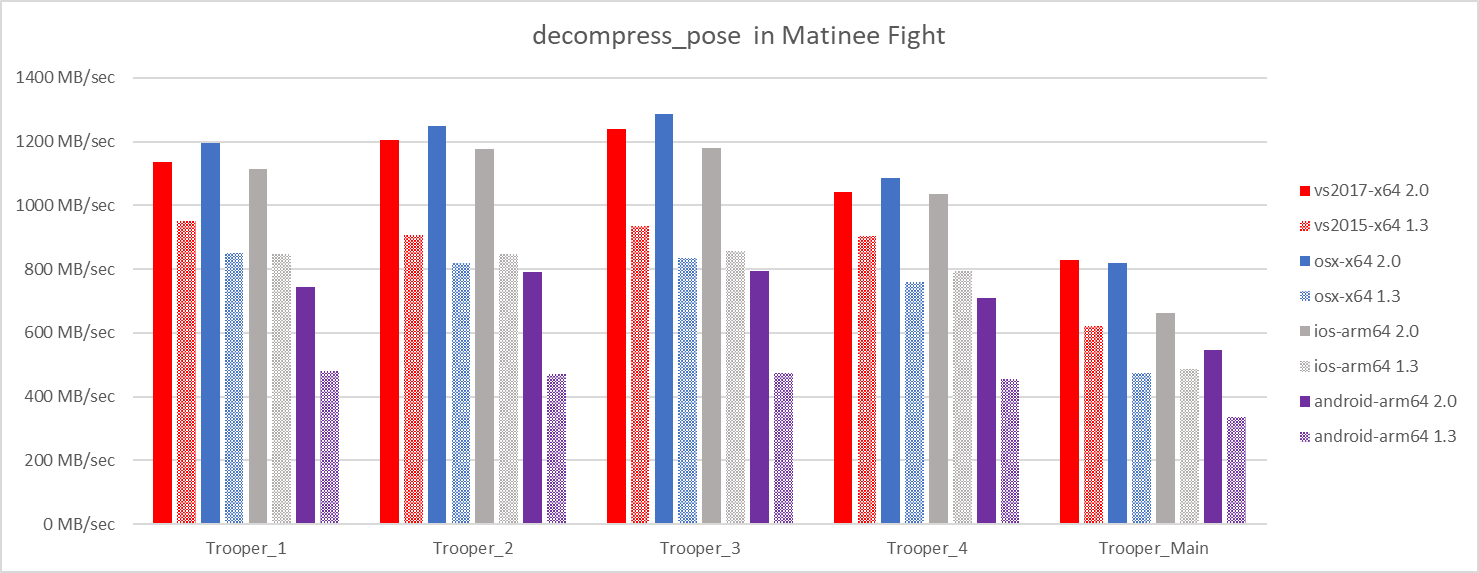 decompress_pose in Matinee Fight
1400 MB/sec
1200 MB/sec
1000 MB/sec
800 MB/sec
600 MB/sec
400 MB/sec
200 MB/sec
0 MB/sec
Trooper_1
Trooper_2
Trooper_3
Trooper_4
Trooper_Main
vs2017-x64 2.0
vs2015-x64 1.3
osx-x64 2.0
osx-x64 1.3
ios-arm64 2.0
ios-arm64 1.3
android-arm64 2.0
android-arm64 1.3